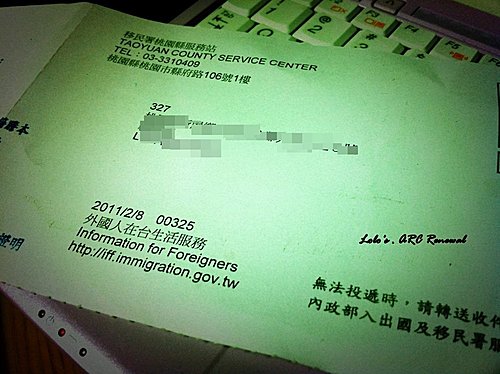 移民署桃園縣服務站
TAOYUAN COUNTY SERVICE CENTER
TEL：03-3310409
桃園縣桃園市縣府路106號1樓
327
2011/2/8 00325
外國人在台生活服務
Information for Foreigners
http://iff.immigration.gov.tw
Lolo's . ARC Renewal
無法投遞時，請轉送收件
內政部入出國及移民署服
本
證明